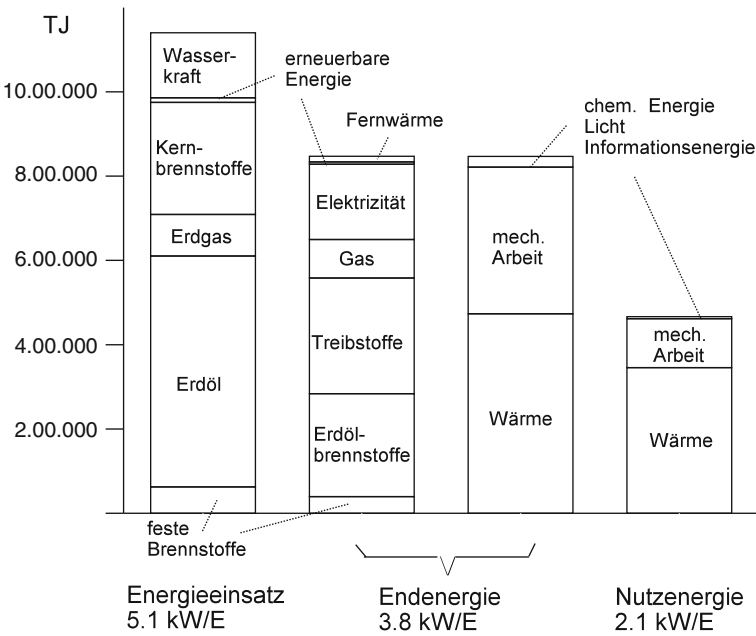 TJ
10.00.000
8.00.000
6.00.000
4.00.000
2.00.000
Wasser-
kraft
Kern-
brennstoffe
Erdgas
Erdöl
erneuerbare
Energie
Fernwärme
Elektrizität
Gas
Treibstoffe
Erdöl-
brennstoffe
feste
Brennstoffe
mech.
Arbeit
Wärme
chem. Energie
Licht
Informationsenergie
mech.
Arbeit
Wärme
Energieeinsatz
5.1 kW/E
Endenergie
3.8 kW/E
Nutzenergie
2.1 kW/E